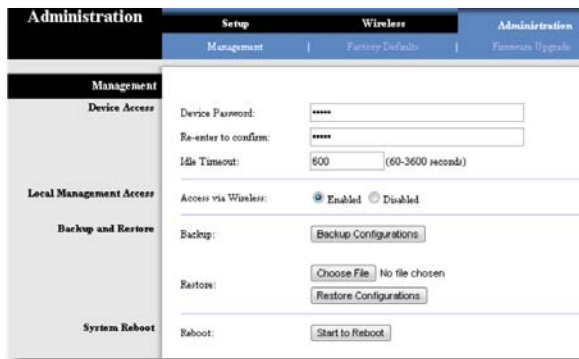 Administration
Setup Wireless Administration
Management | Factory Defaults | Firmware Upgrade
Management
Device Access
Device Password: •••••
Re-enter to confirm: •••••
Idle Timeout: 600 (60-3600 seconds)
Local Management Access
Access via Wireless: Enabled Disabled
Backup and Restore
Backup: Backup Configurations
Restore: Choose File No file chosen
Restore Configurations
System Reboot
Reboot: Start to Reboot